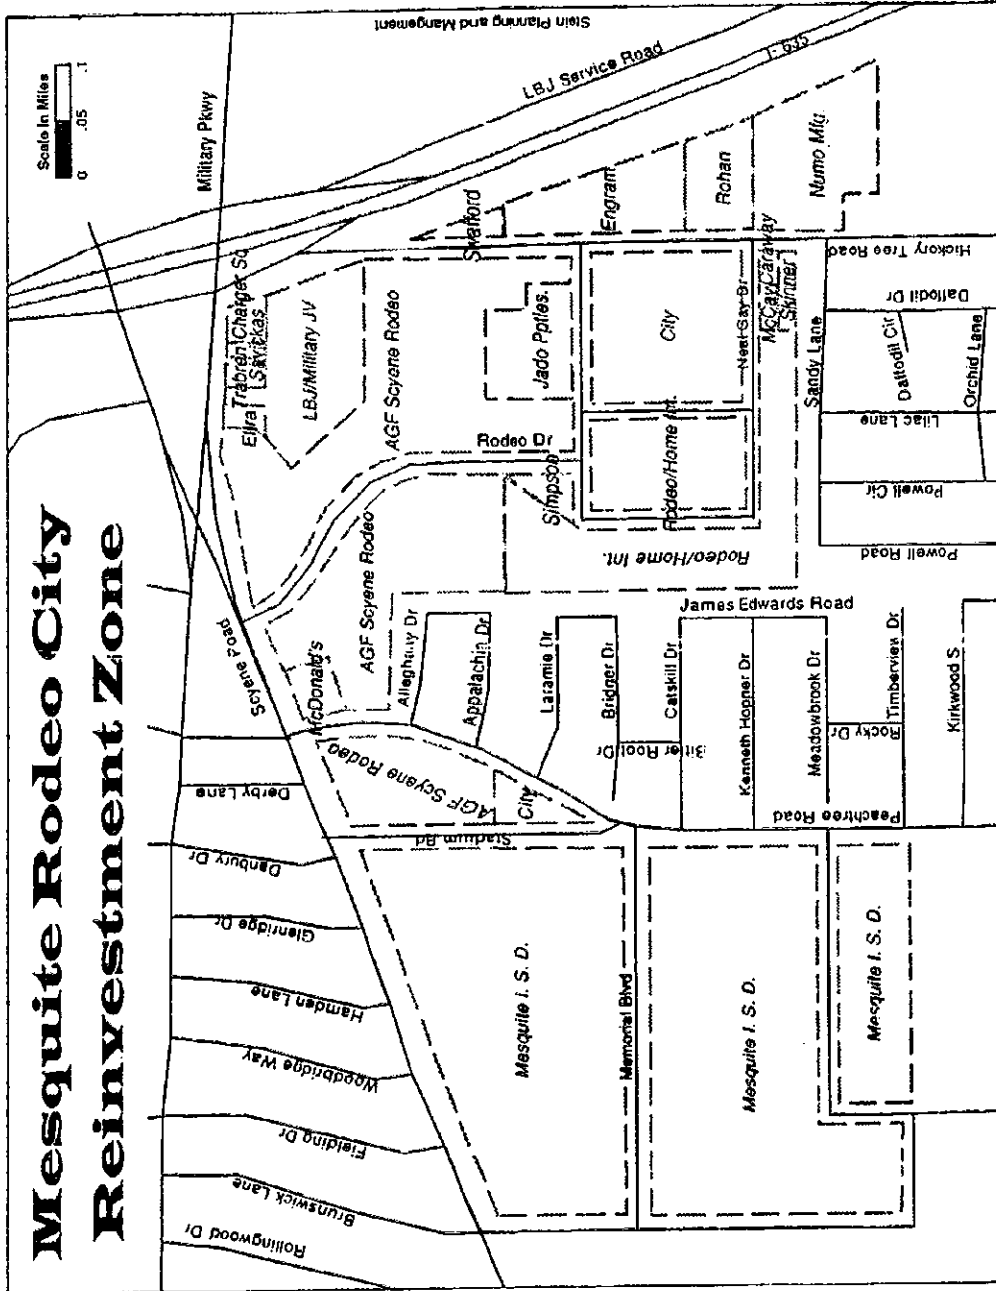 Mesquite Rodeo City
Reinvestment Zone
Scale In Miles
0 .05 .1
Military Pkwy
Stein Planning and Mangement
LBJ Service Road
I- 635
Scyene Road
Rollingwood Dr
Brunswick Lane
Fielding Dr
Woodbridge Way
Hamden Lane
Glenridge Dr
Danbury Dr
Derby Lane
McDonald's
AGF Scyene Rodeo
AGF Scyene Rodeo
AGF Scyene Rodeo
City
Stadium Rd
Trabren
Charger Sq
Savickas
LBJ/Military JV
Swafford
Engram
Rohan
Numo Mfg.
Jado Ppties.
Rodeo Dr
Simpson
City
Rodeo/Home Int.
Rodeo/Home Int.
Neal Gay Dr
McCay
Caraway
Skinner
Hickory Tree Road
Sandy Lane
Daffodil Dr
Daffodil Cir
Orchid Lane
Lilac Lane
Powell Cir
Powell Road
James Edwards Road
Alleghany Dr
Appalachin Dr
Laramie Dr
Bridger Dr
Bitter Root Dr
Catskill Dr
Kenneth Hopper Dr
Meadowbrook Dr
Rocky Dr
Timberview Dr
Kirkwood S
Peachtree Road
Memorial Blvd
Mesquite I. S. D.
Mesquite I. S. D.
Mesquite I. S. D.